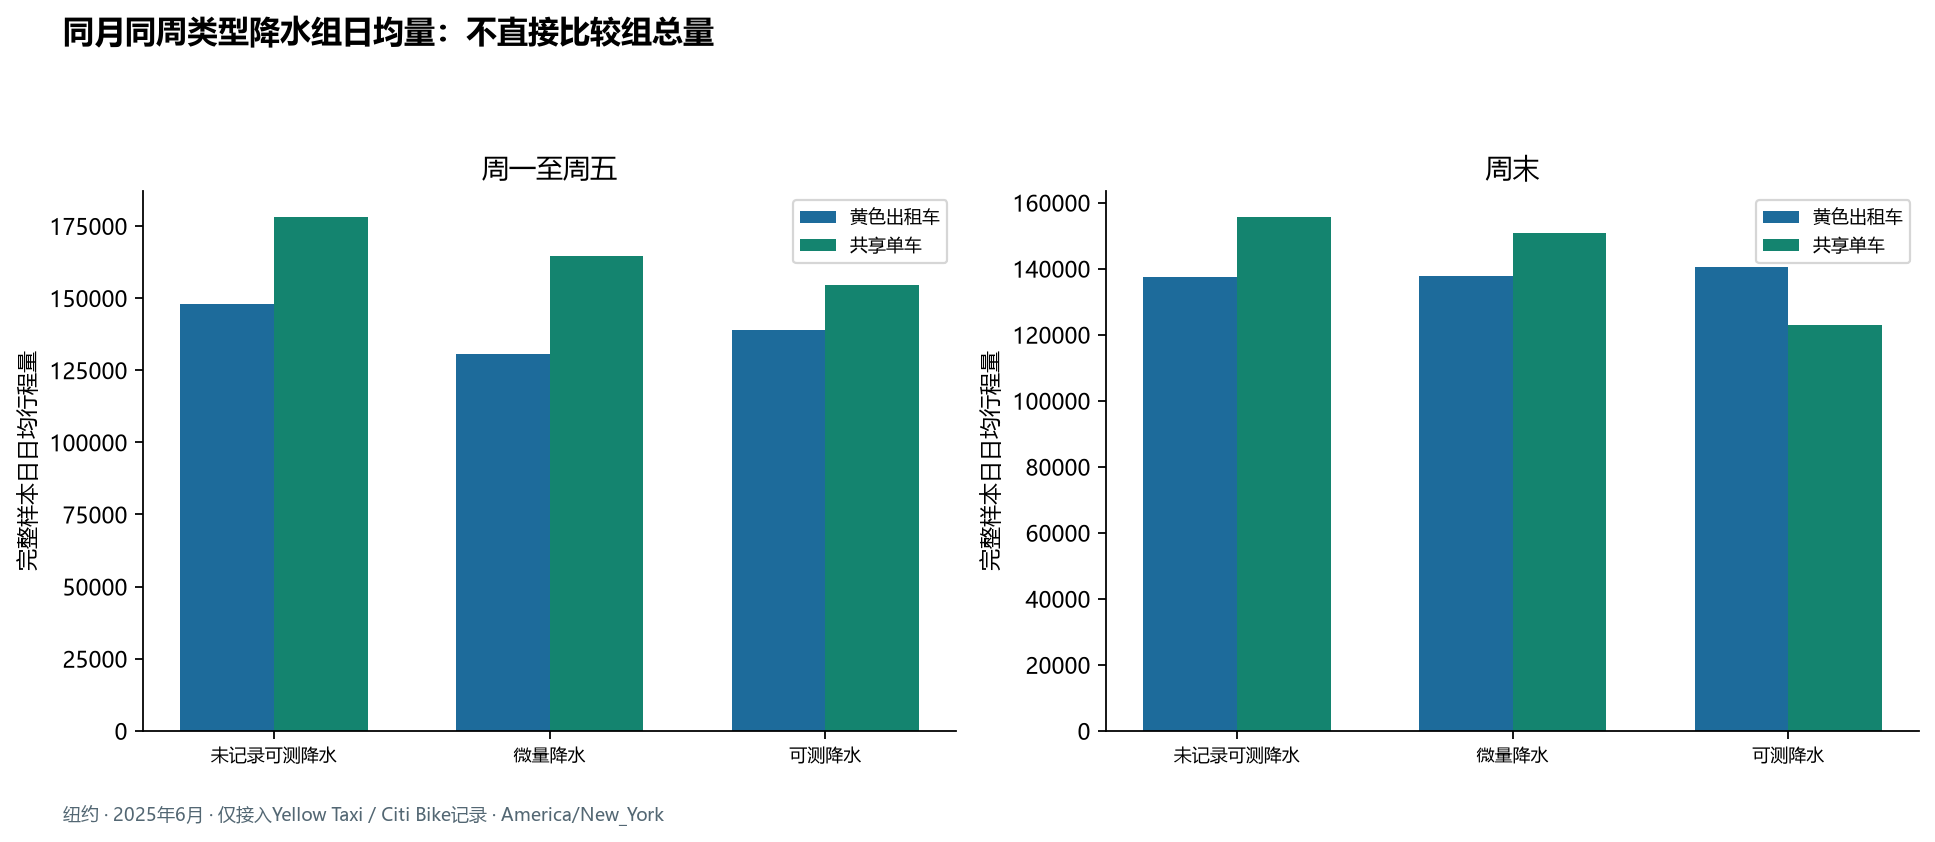 同月同周类型降水组日均量：不直接比较组总量
周一至周五
完整样本日日均行程量
175000
150000
125000
100000
75000
50000
25000
0
黄色出租车
共享单车
未记录可测降水
微量降水
可测降水
周末
完整样本日日均行程量
160000
140000
120000
100000
80000
60000
40000
20000
0
黄色出租车
共享单车
未记录可测降水
微量降水
可测降水
纽约 · 2025年6月 · 仅接入Yellow Taxi / Citi Bike记录 · America/New_York